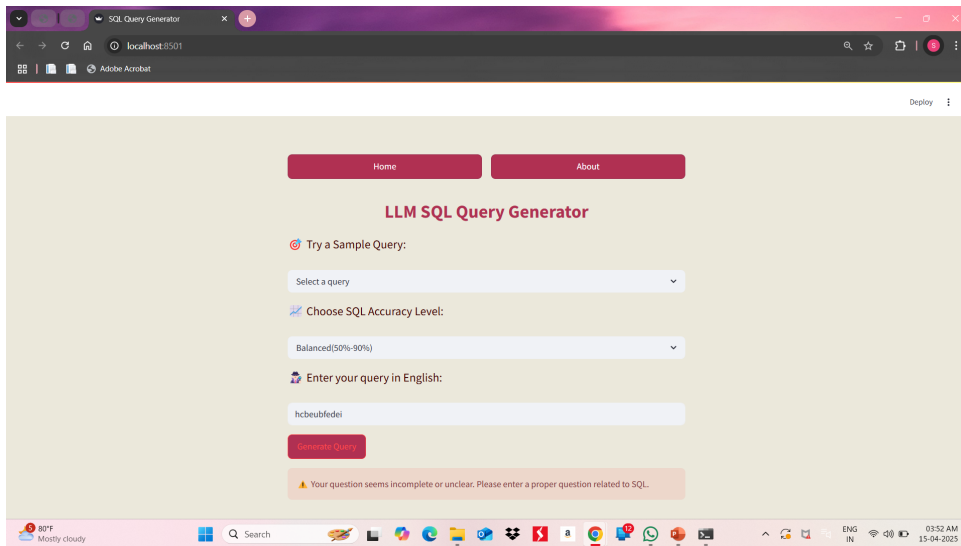 SQL Query Generator
localhost:8501
S
Adobe Acrobat
Deploy
Home
About
LLM SQL Query Generator
Try a Sample Query:
Select a query
Choose SQL Accuracy Level:
Balanced(50%-90%)
Enter your query in English:
hcbeubfedei
Generate Query
Your question seems incomplete or unclear. Please enter a proper question related to SQL.
5
80°F
Mostly cloudy
Search
a
12
ENG
IN
03:52 AM
15-04-2025